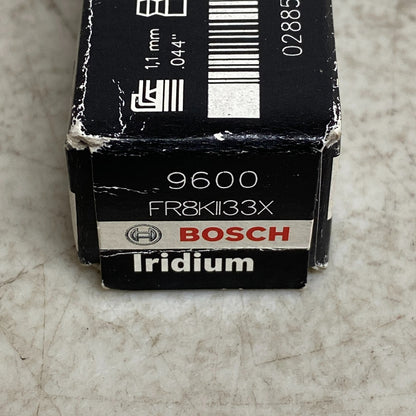 1.1 mm
.044"
02885
9600
FR8KII33X
BOSCH
Iridium